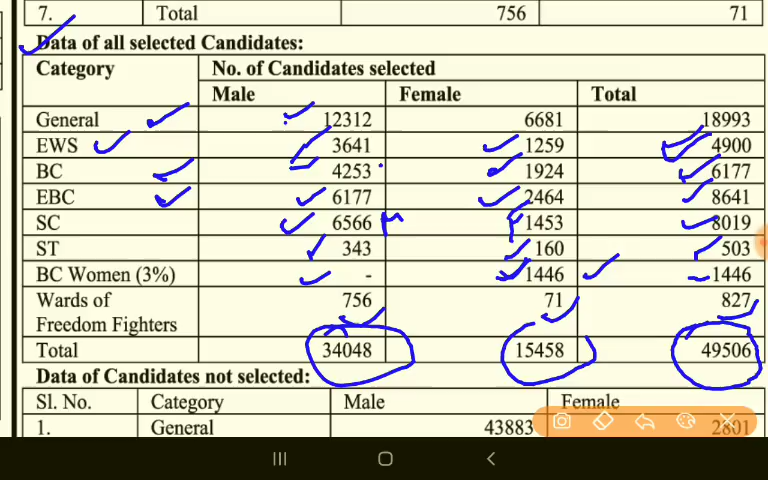 7. Total 756 71
Data of all selected Candidates:
Category No. of Candidates selected
Male Female Total
General 12312 6681 18993
EWS 3641 1259 4900
BC 4253 1924 6177
EBC 6177 2464 8641
SC 6566 1453 8019
ST 343 160 503
BC Women (3%) - 1446 1446
Wards of Freedom Fighters 756 71 827
Total 34048 15458 49506
Data of Candidates not selected:
Sl. No. Category Male Female
1. General 43883 2801